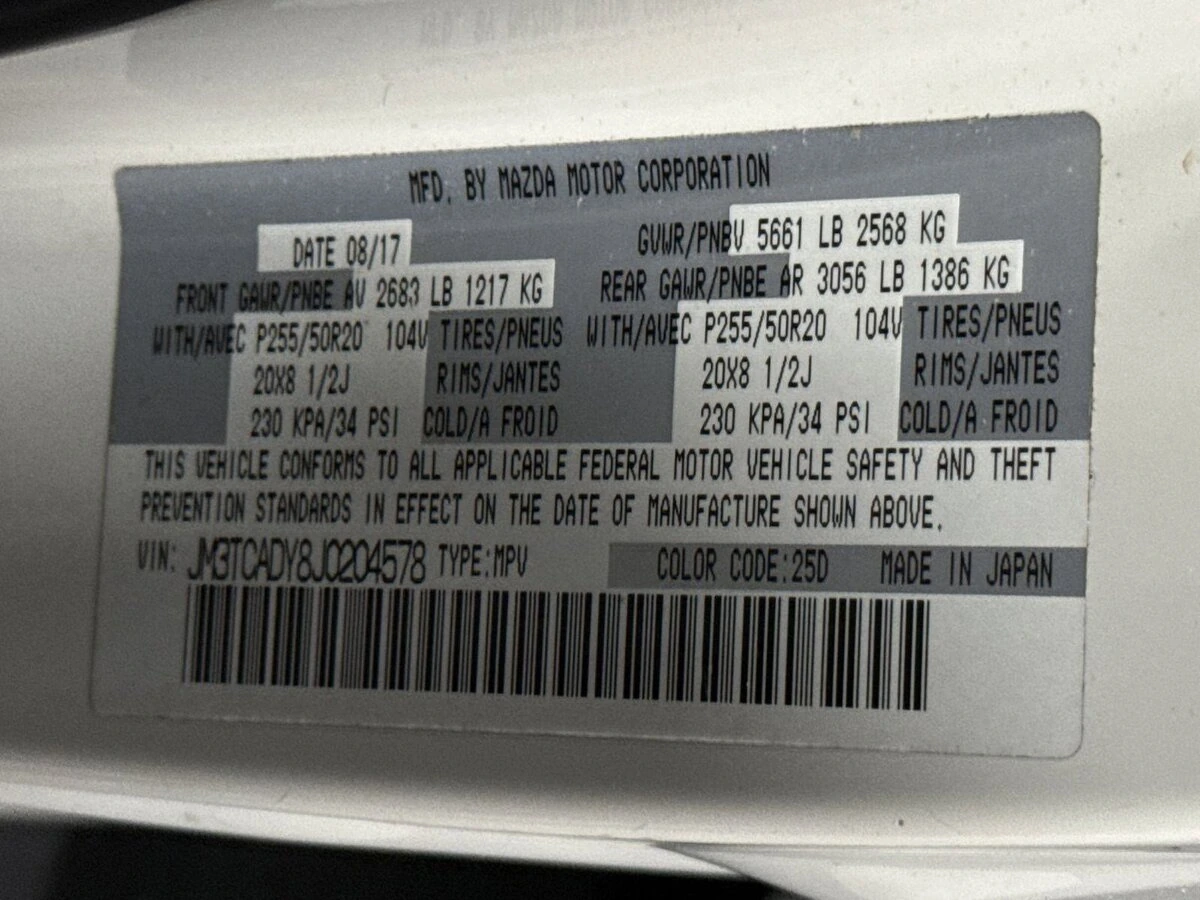 MFD. BY MAZDA MOTOR CORPORATION
DATE 08/17 GVWR/PNBV 5661 LB 2568 KG
FRONT GAWR/PNBE AV 2683 LB 1217 KG REAR GAWR/PNBE AR 3056 LB 1386 KG
WITH/AVEC P255/50R20 104V TIRES/PNEUS WITH/AVEC P255/50R20 104V TIRES/PNEUS
20X8 1/2J RIMS/JANTES 20X8 1/2J RIMS/JANTES
230 KPA/34 PSI COLD/A FROID 230 KPA/34 PSI COLD/A FROID
THIS VEHICLE CONFORMS TO ALL APPLICABLE FEDERAL MOTOR VEHICLE SAFETY AND THEFT
PREVENTION STANDARDS IN EFFECT ON THE DATE OF MANUFACTURE SHOWN ABOVE.
VIN: JM3TCADY8J0204578 TYPE:MPV COLOR CODE:25D MADE IN JAPAN